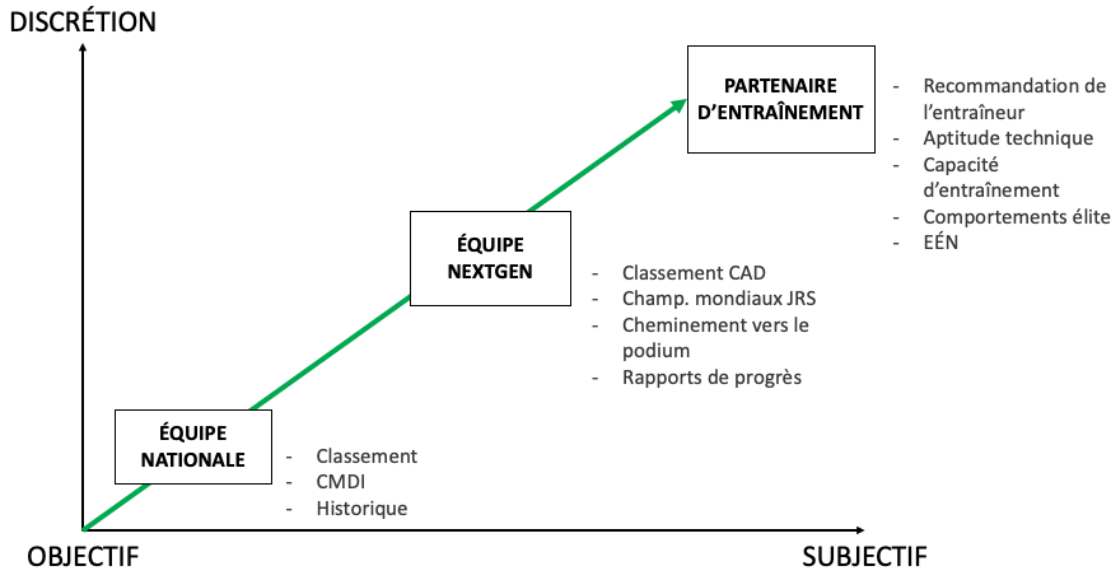 DISCRÉTION
PARTENAIRE
D'ENTRAÎNEMENT
- Recommandation de
l'entraîneur
- Aptitude technique
- Capacité
d'entraînement
- Comportements élite
- EÉN
ÉQUIPE
NEXTGEN
- Classement CAD
- Champ. mondiaux JRS
- Cheminement vers le
podium
- Rapports de progrès
ÉQUIPE
NATIONALE
- Classement
- CMDI
- Historique
OBJECTIF
SUBJECTIF